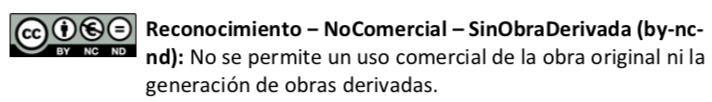 cc BY NC ND
Reconocimiento – NoComercial – SinObraDerivada (by-nc-
nd): No se permite un uso comercial de la obra original ni la
generación de obras derivadas.